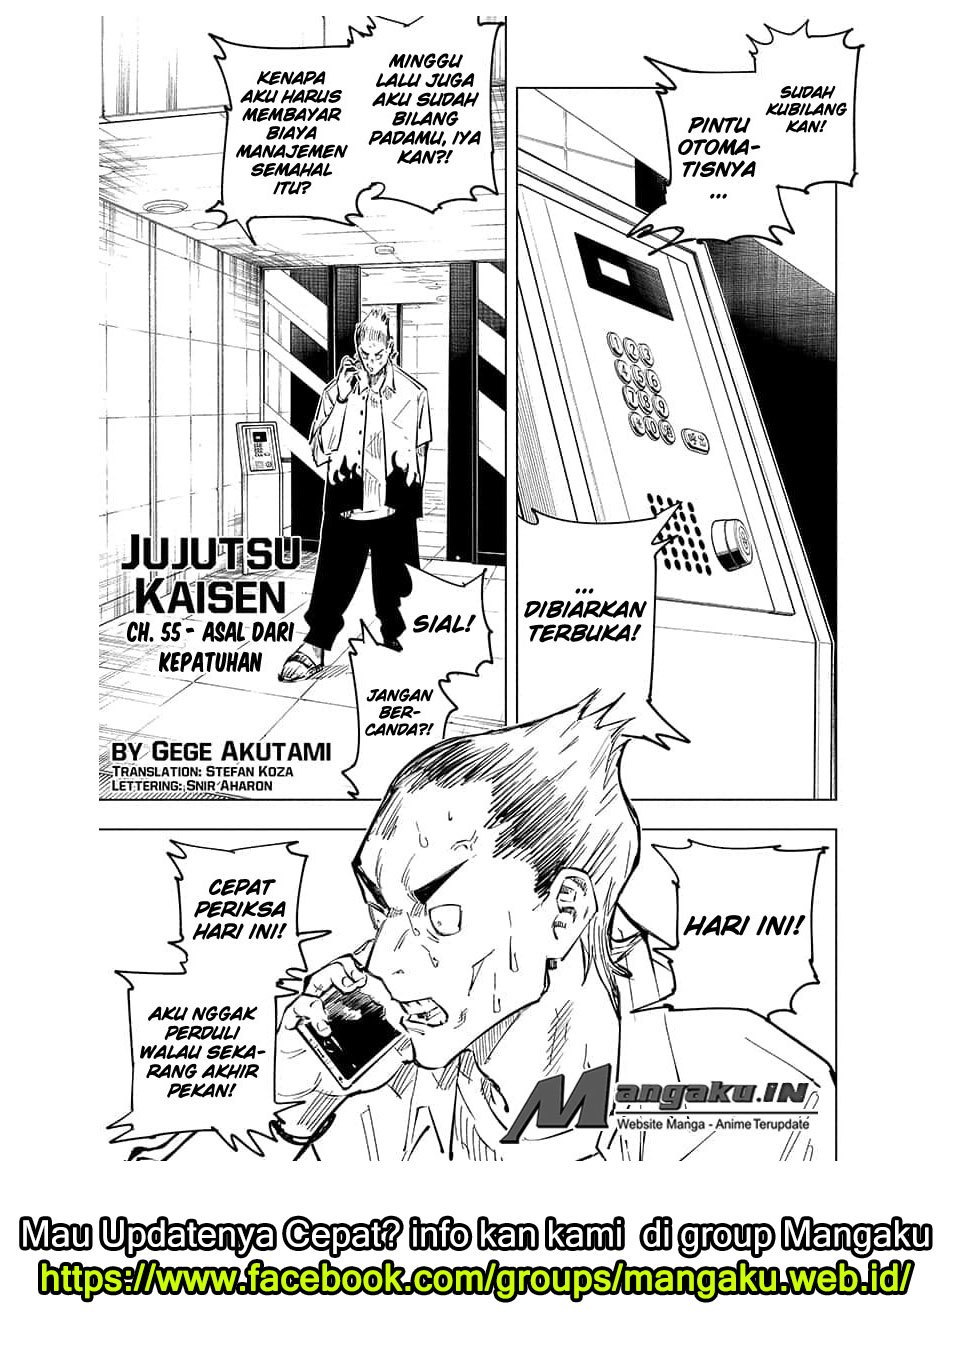 SUDAH
KUBILANG
KAN!
PINTU
OTOMA-
TISNYA
...
...
DIBIARKAN
TERBUKA!
MINGGU
LALU JUGA
AKU SUDAH
BILANG
PADAMU, IYA
KAN?!
KENAPA
AKU HARUS
MEMBAYAR
BIAYA
MANAJEMEN
SEMAHAL
ITU?
SIAL!
JANGAN
BER-
CANDA?!
JUJUTSU
KAISEN
CH. 55 - ASAL DARI
KEPATUHAN
BY GEGE AKUTAMI
TRANSLATION: STEFAN KOZA
LETTERING: SNIR AHARON
HARI INI!
CEPAT
PERIKSA
HARI INI!
AKU NGGAK
PERDULI
WALAU SEKA-
RANG AKHIR
PEKAN!
Mangaku.iN
Website Manga - Anime Terupdate
Mau Updatenya Cepat? info kan kami di group Mangaku
https://www.facebook.com/groups/mangaku.web.id/